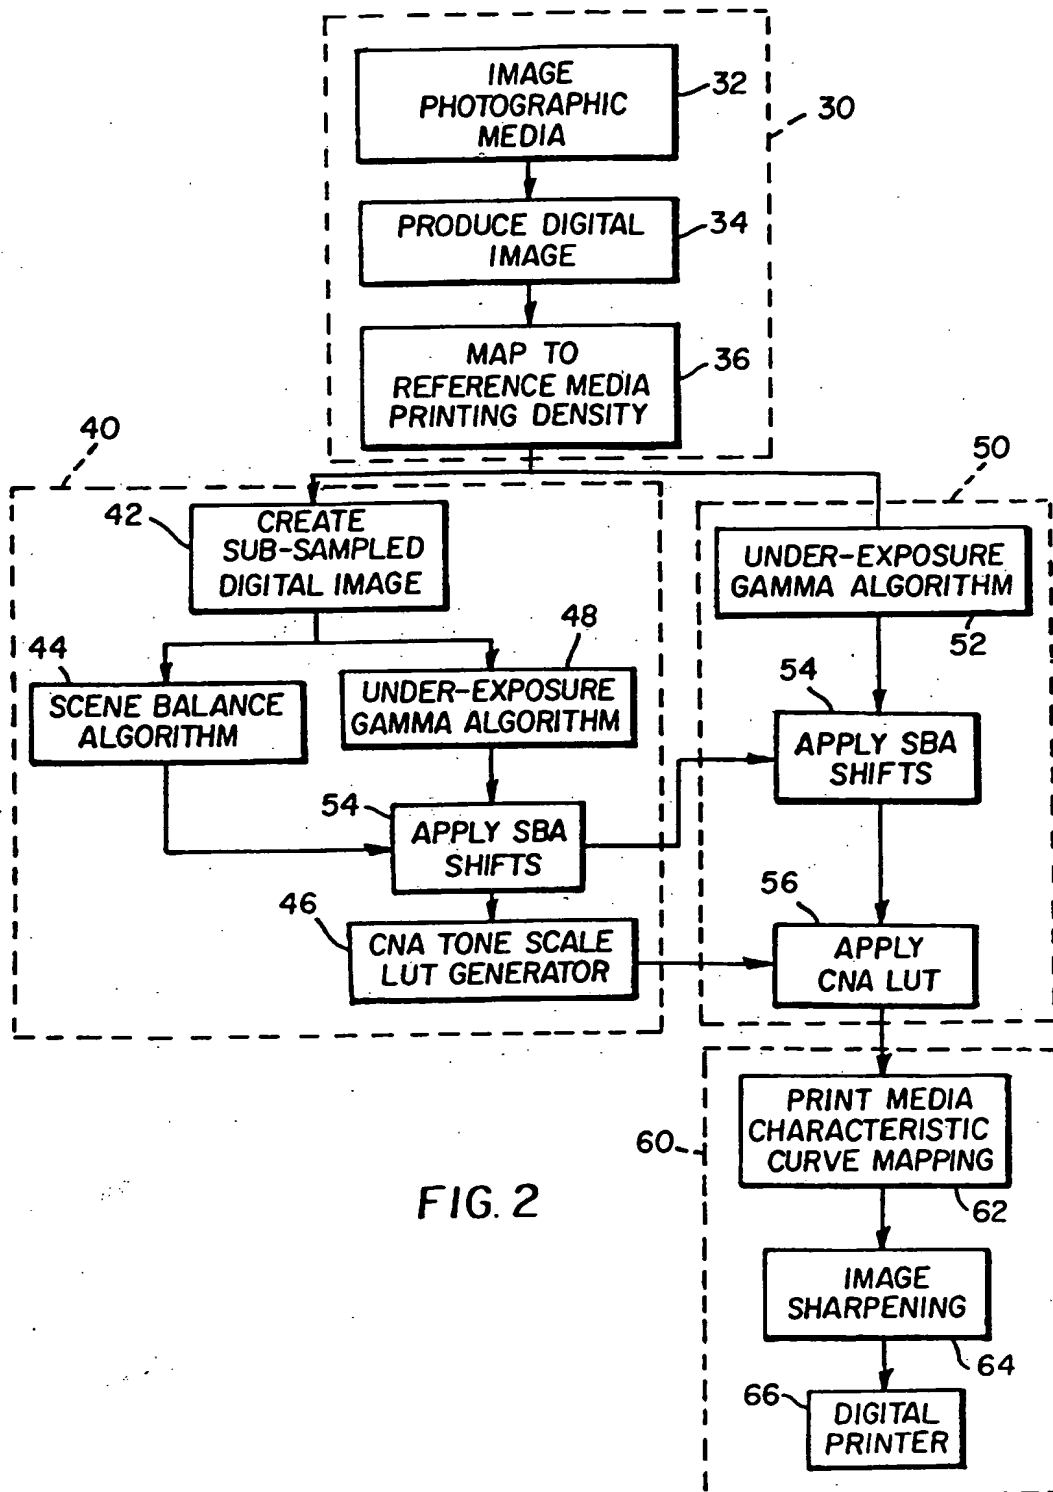 IMAGE
PHOTOGRAPHIC
MEDIA
32
30
PRODUCE DIGITAL
IMAGE
34
MAP TO
REFERENCE MEDIA
PRINTING DENSITY
36
40
42
CREATE
SUB-SAMPLED
DIGITAL IMAGE
44
SCENE BALANCE
ALGORITHM
48
UNDER-EXPOSURE
GAMMA ALGORITHM
54
APPLY SBA
SHIFTS
46
CNA TONE SCALE
LUT GENERATOR
50
UNDER-EXPOSURE
GAMMA ALGORITHM
52
54
APPLY SBA
SHIFTS
56
APPLY
CNA LUT
60
PRINT MEDIA
CHARACTERISTIC
CURVE MAPPING
62
IMAGE
SHARPENING
64
66
DIGITAL
PRINTER
FIG. 2